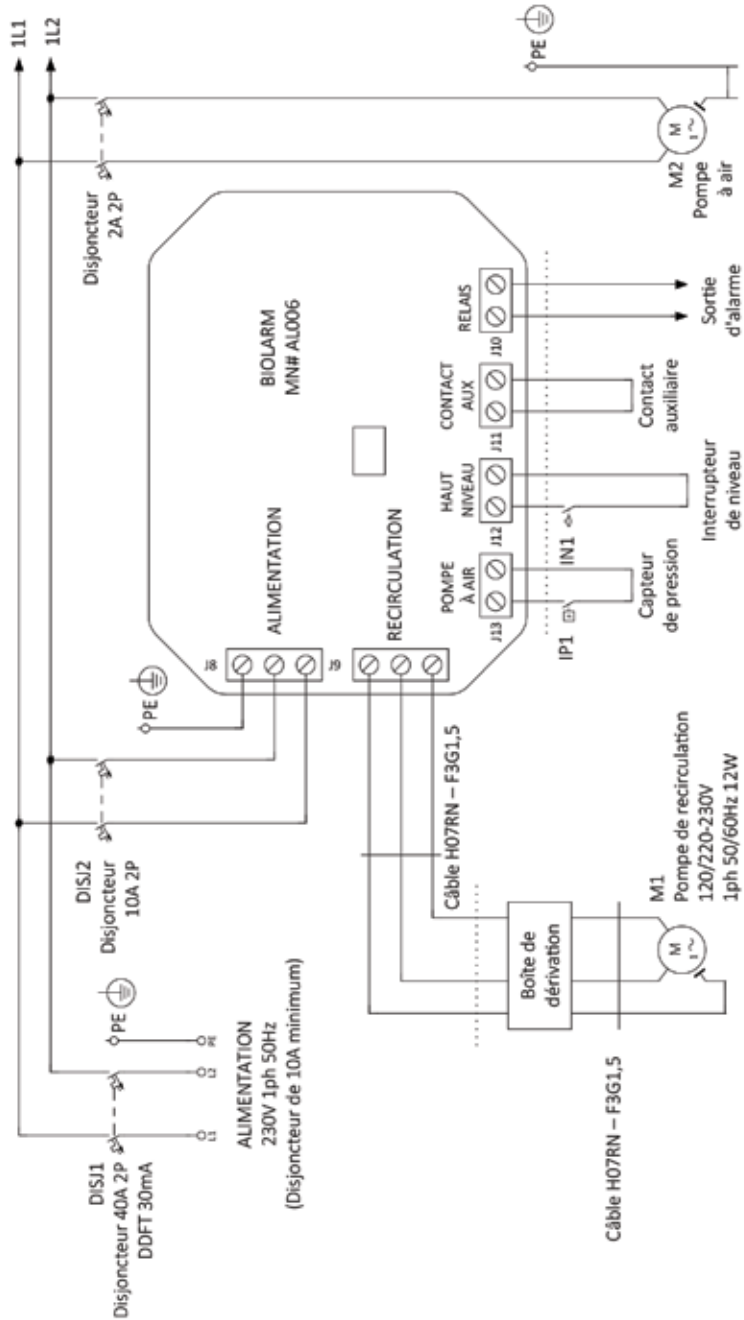 1L1
1L2
DISJ1
Disjoncteur 40A 2P
DDFT 30mA
PE
L1
L2
PE
ALIMENTATION
230V 1ph 50Hz
(Disjoncteur de 10A minimum)
DISJ2
Disjoncteur
10A 2P
PE
Disjoncteur
2A 2P
BIOLARM
MN# AL006
J8
ALIMENTATION
J9
RECIRCULATION
POMPE
À AIR
J13
HAUT
NIVEAU
J12
CONTACT
AUX
J11
RELAIS
J10
IP1
Capteur
de pression
IN1
Interrupteur
de niveau
Contact
auxiliaire
Sortie
d'alarme
M
1~
M2
Pompe
à air
PE
Câble H07RN – F3G1,5
Boîte de
dérivation
M
1~
M1
Pompe de recirculation
120/220-230V
1ph 50/60Hz 12W
Câble H07RN – F3G1,5